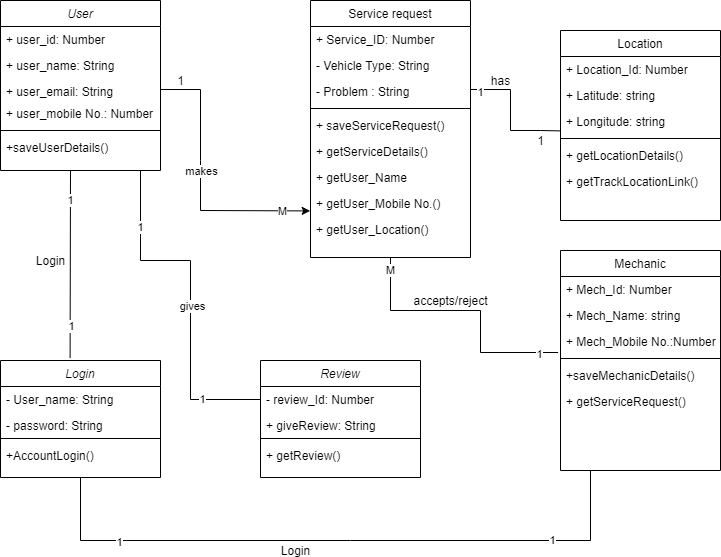 User
+ user_id: Number
+ user_name: String
+ user_email: String
+ user_mobile No.: Number
+saveUserDetails()
Service request
+ Service_ID: Number
- Vehicle Type: String
- Problem : String
+ saveServiceRequest()
+ getServiceDetails()
+ getUser_Name
+ getUser_Mobile No.()
+ getUser_Location()
Location
+ Location_Id: Number
+ Latitude: string
+ Longitude: string
+ getLocationDetails()
+ getTrackLocationLink()
1
makes
M
1
has
1
1
Login
1
1
gives
1
M
accepts/reject
1
Mechanic
+ Mech_Id: Number
+ Mech_Name: string
+ Mech_Mobile No.:Number
+saveMechanicDetails()
+ getServiceRequest()
Login
- User_name: String
- password: String
+AccountLogin()
Review
- review_Id: Number
+ giveReview: String
+ getReview()
1
Login
1